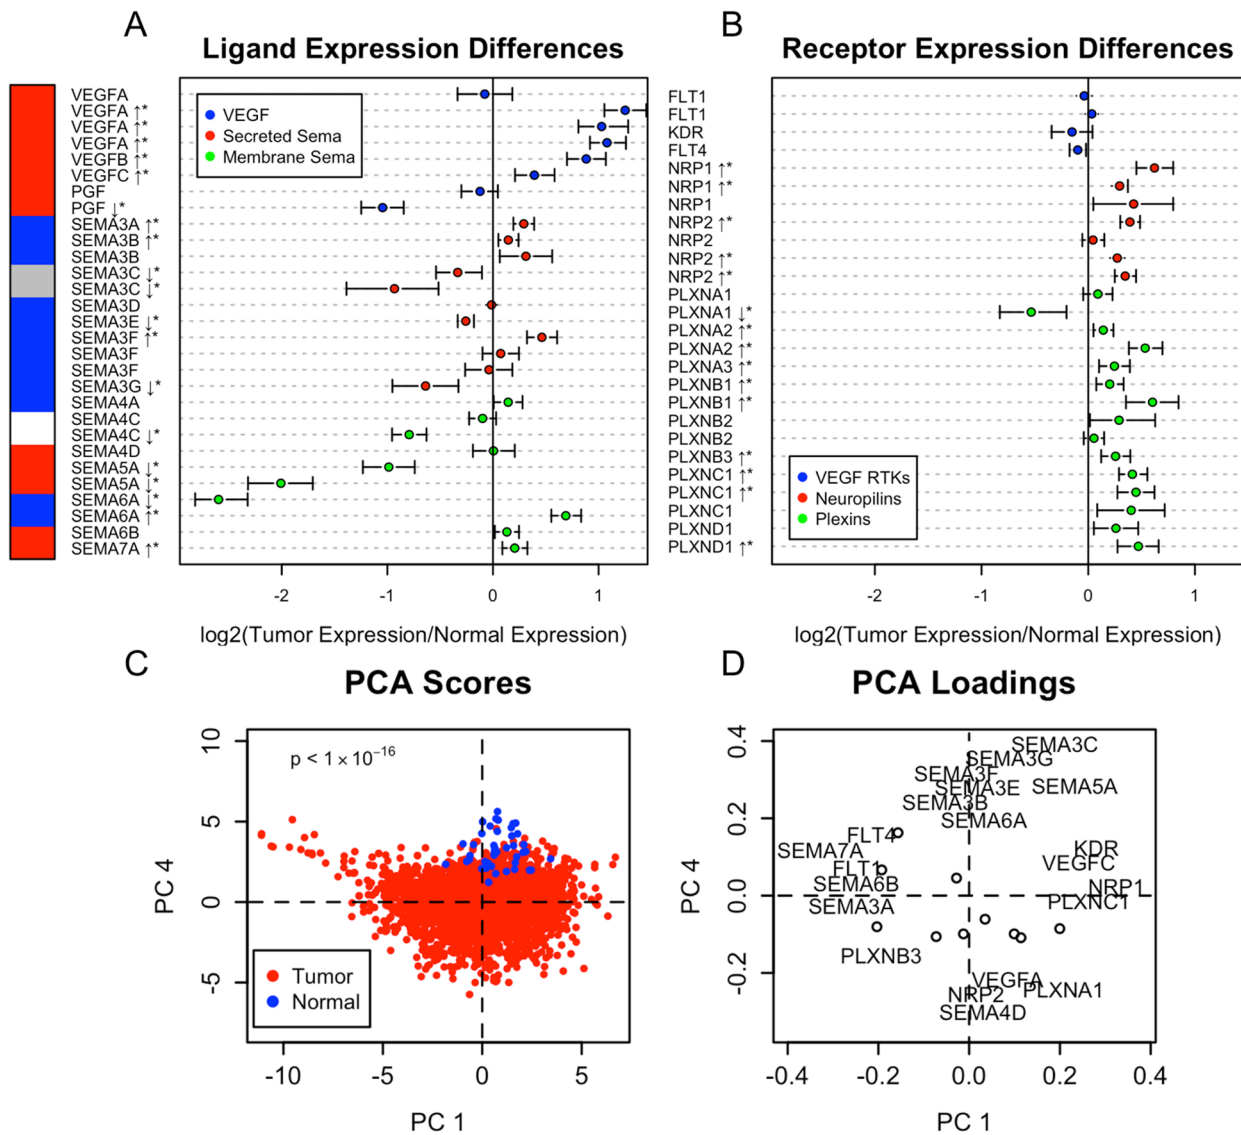 A
Ligand Expression Differences
VEGFA
VEGFA ↑*
VEGFA ↑*
VEGFA ↑*
VEGFB ↑*
VEGFC ↑*
PGF
PGF ↓*
SEMA3A ↑*
SEMA3B ↑*
SEMA3B
SEMA3C ↓*
SEMA3C ↓*
SEMA3D
SEMA3E ↓*
SEMA3F ↑*
SEMA3F
SEMA3F
SEMA3G ↓*
SEMA4A
SEMA4C
SEMA4C ↓*
SEMA4D
SEMA5A ↓*
SEMA5A ↓*
SEMA6A ↓*
SEMA6A ↑*
SEMA6B
SEMA7A ↑*
VEGF
Secreted Sema
Membrane Sema
-2 -1 0 1
log2(Tumor Expression/Normal Expression)
B
Receptor Expression Differences
FLT1
FLT1
KDR
FLT4
NRP1 ↑*
NRP1 ↑*
NRP1
NRP2 ↑*
NRP2
NRP2 ↑*
NRP2 ↑*
PLXNA1
PLXNA1 ↓*
PLXNA2 ↑*
PLXNA2 ↑*
PLXNA3 ↑*
PLXNB1 ↑*
PLXNB1 ↑*
PLXNB2
PLXNB2
PLXNB3 ↑*
PLXNC1 ↑*
PLXNC1 ↑*
PLXNC1
PLXND1
PLXND1 ↑*
VEGF RTKs
Neuropilins
Plexins
-2 -1 0 1
log2(Tumor Expression/Normal Expression)
C
PCA Scores
p < 1 × 10⁻¹⁶
PC 4
10
5
0
-5
Tumor
Normal
-10 -5 0 5
PC 1
D
PCA Loadings
PC 4
0.4
0.2
0.0
-0.2
SEMA3C
SEMA3G
SEMA3F
SEMA3E
SEMA5A
SEMA3B
SEMA6A
FLT4
SEMA7A
KDR
FLT1
VEGFC
SEMA6B
NRP1
SEMA3A
PLXNC1
PLXNB3
VEGFA
NRP2
PLXNA1
SEMA4D
-0.4 -0.2 0.0 0.2 0.4
PC 1